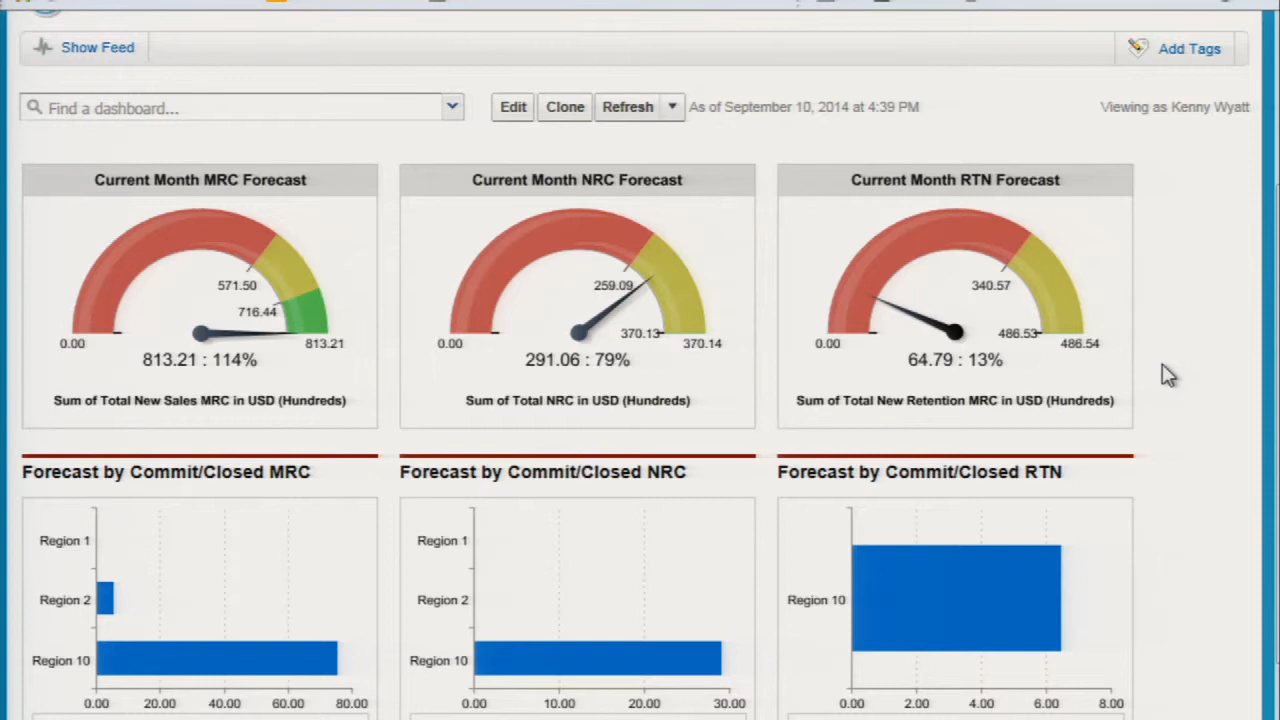 Show Feed
Add Tags
Find a dashboard...
Edit
Clone
Refresh
As of September 10, 2014 at 4:39 PM
Viewing as Kenny Wyatt
Current Month MRC Forecast
571.50
716.44
0.00
813.21
813.21 : 114%
Sum of Total New Sales MRC in USD (Hundreds)
Current Month NRC Forecast
259.09
370.13
0.00
370.14
291.06 : 79%
Sum of Total NRC in USD (Hundreds)
Current Month RTN Forecast
340.57
486.53
0.00
486.54
64.79 : 13%
Sum of Total New Retention MRC in USD (Hundreds)
Forecast by Commit/Closed MRC
Region 1
Region 2
Region 10
0.00 20.00 40.00 60.00 80.00
Forecast by Commit/Closed NRC
Region 1
Region 2
Region 10
0.00 10.00 20.00 30.00
Forecast by Commit/Closed RTN
Region 10
0.00 2.00 4.00 6.00 8.00